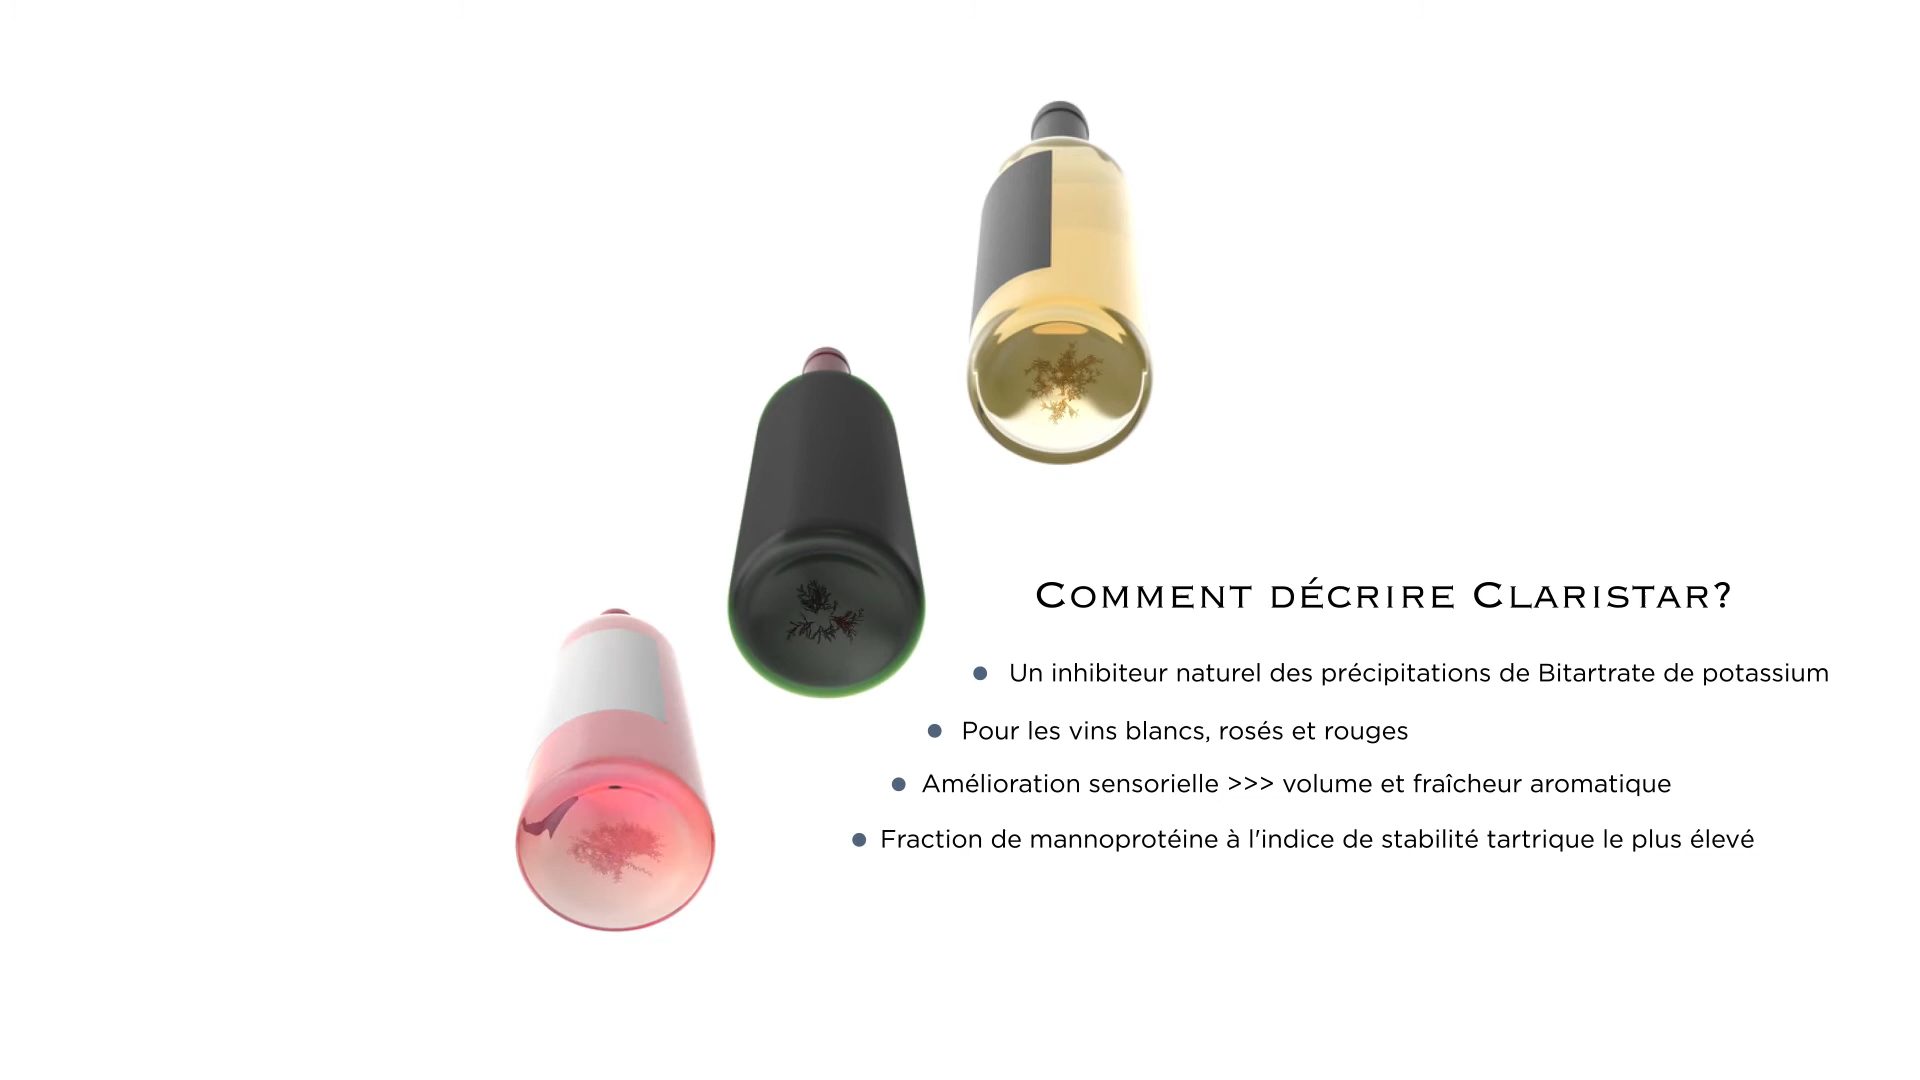 Comment décrire Claristar?
Un inhibiteur naturel des précipitations de Bitartrate de potassium
Pour les vins blancs, rosés et rouges
Amélioration sensorielle >>> volume et fraîcheur aromatique
Fraction de mannoprotéine à l'indice de stabilité tartrique le plus élevé